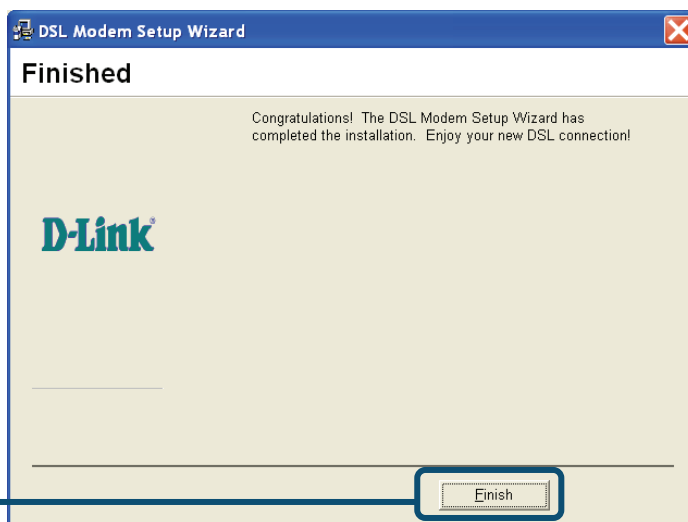 DSL Modem Setup Wizard
Finished
Congratulations! The DSL Modem Setup Wizard has
completed the installation. Enjoy your new DSL connection!
D-Link®
Finish